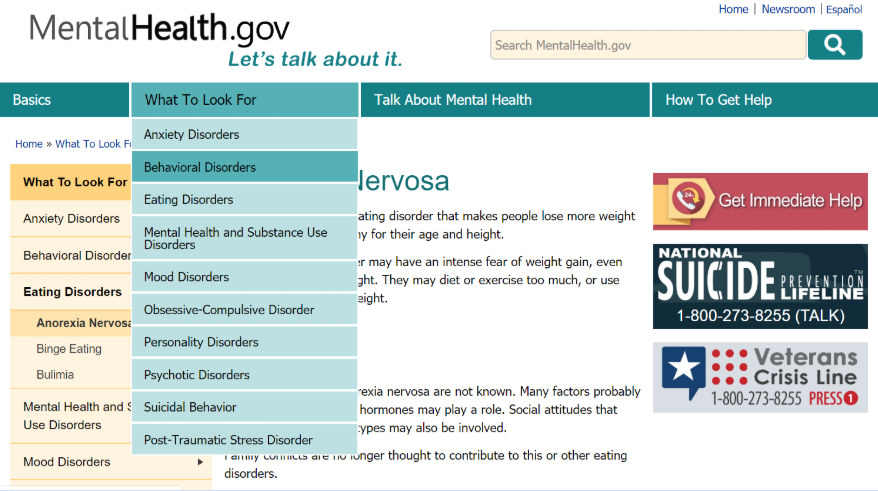 Home | Newsroom | Español
MentalHealth.gov
Let's talk about it.
Search MentalHealth.gov
Basics
What To Look For
Talk About Mental Health
How To Get Help
Anxiety Disorders
Behavioral Disorders
Eating Disorders
Mental Health and Substance Use
Disorders
Mood Disorders
Obsessive-Compulsive Disorder
Personality Disorders
Psychotic Disorders
Suicidal Behavior
Post-Traumatic Stress Disorder
Home » What To Look
What To Look For
Anxiety Disorders
Behavioral Disorder
Eating Disorders
Anorexia Nervosa
Binge Eating
Bulimia
Mental Health and
Use Disorders
Mood Disorders
Nervosa
ating disorder that makes people lose more weight
for their age and height.
may have an intense fear of weight gain, even
ght. They may diet or exercise too much, or use
eight.
rexia nervosa are not known. Many factors probably
hormones may play a role. Social attitudes that
types may also be involved.
Family conflicts are no longer thought to contribute to this or other eating
disorders.
24h
Get Immediate Help
NATIONAL
SUICIDE PREVENTION
LIFELINE™
1-800-273-8255 (TALK)
Veterans
Crisis Line
1-800-273-8255 PRESS 1